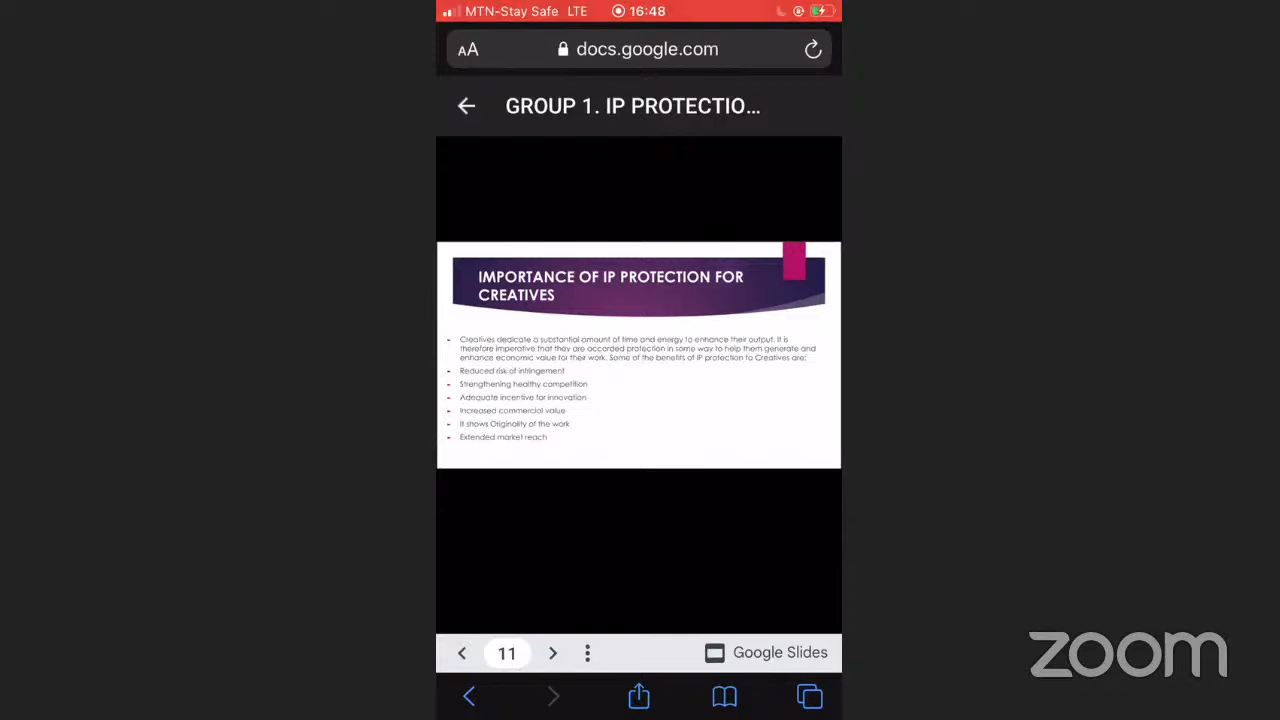 MTN-Stay Safe LTE 16:48
AA docs.google.com
GROUP 1. IP PROTECTIO...
IMPORTANCE OF IP PROTECTION FOR
CREATIVES
Creatives dedicate a substantial amount of time and energy to enhance their output. It is
therefore imperative that they are accorded protection in some way to help them generate and
enhance economic value for their work. Some of the benefits of IP protection to Creatives are:
Reduced risk of infringement
Strengthening healthy competition
Adequate incentive for innovation
Increased commercial value
It shows Originality of the work
Extended market reach
11 Google Slides
zoom